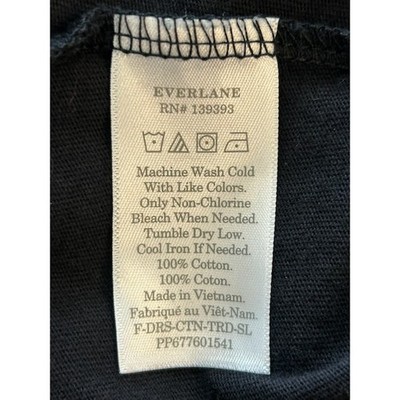 EVERLANE
RN# 139393
Machine Wash Cold
With Like Colors.
Only Non-Chlorine
Bleach When Needed.
Tumble Dry Low.
Cool Iron If Needed.
100% Cotton.
100% Coton.
Made in Vietnam.
Fabriqué au Việt-Nam.
F-DRS-CTN-TRD-SL
PP677601541